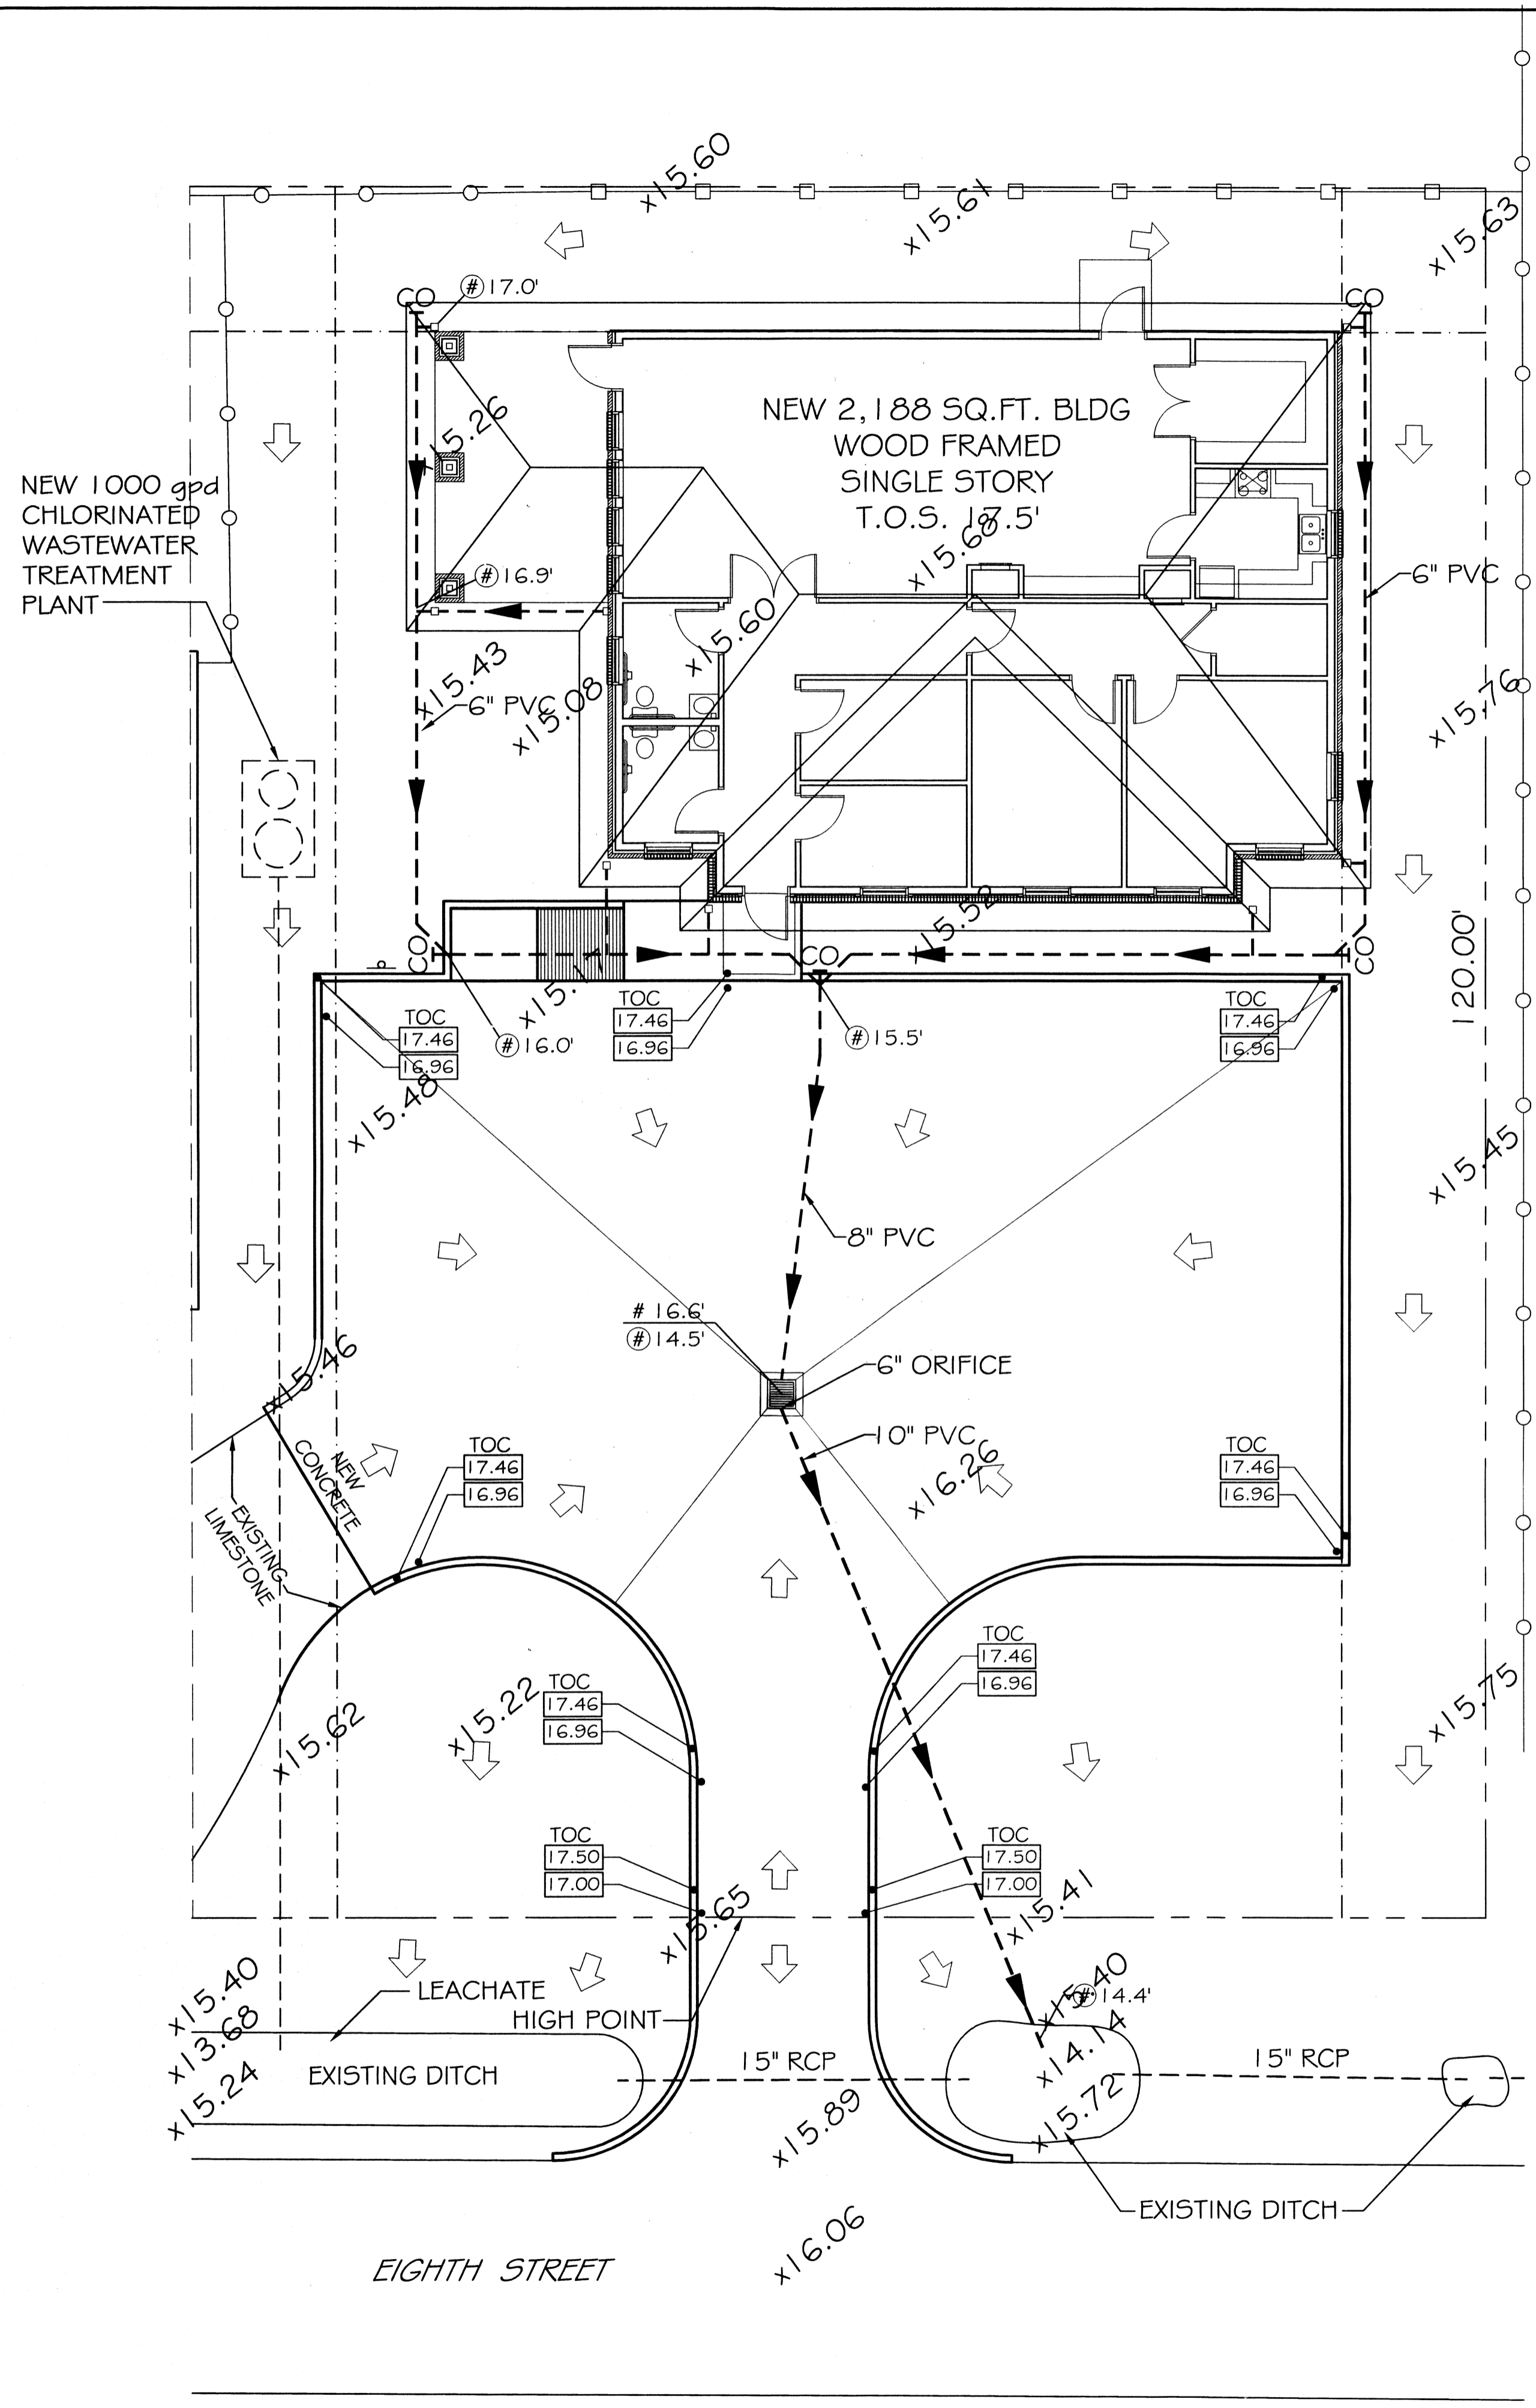 x15.60
x15.61
x15.63
CO
#17.0'
CO
x15.26
NEW 2,188 SQ.FT. BLDG
WOOD FRAMED
SINGLE STORY
T.O.S. 17.5'
x15.68
NEW 1000 gpd
CHLORINATED
WASTEWATER
TREATMENT
PLANT
#16.9'
6" PVC
x15.60
x15.43
6" PVC
x15.08
x15.76
x15.52
120.00'
CO
CO
CO
TOC
17.46
16.96
#16.0'
TOC
17.46
16.96
#15.5'
TOC
17.46
16.96
x15.48
x15.45
8" PVC
# 16.6'
#14.5'
6" ORIFICE
x15.46
10" PVC
x16.26
NEW
CONCRETE
TOC
17.46
16.96
TOC
17.46
16.96
EXISTING
LIMESTONE
TOC
17.46
16.96
TOC
17.46
16.96
x15.62
x15.22
x15.75
TOC
17.50
17.00
TOC
17.50
17.00
x15.65
x15.41
x15.40
x13.68
x15.24
LEACHATE
HIGH POINT
EXISTING DITCH
15" RCP
x15.40
#14.4'
x14.14
x15.72
15" RCP
x15.89
EXISTING DITCH
x16.06
EIGHTH STREET